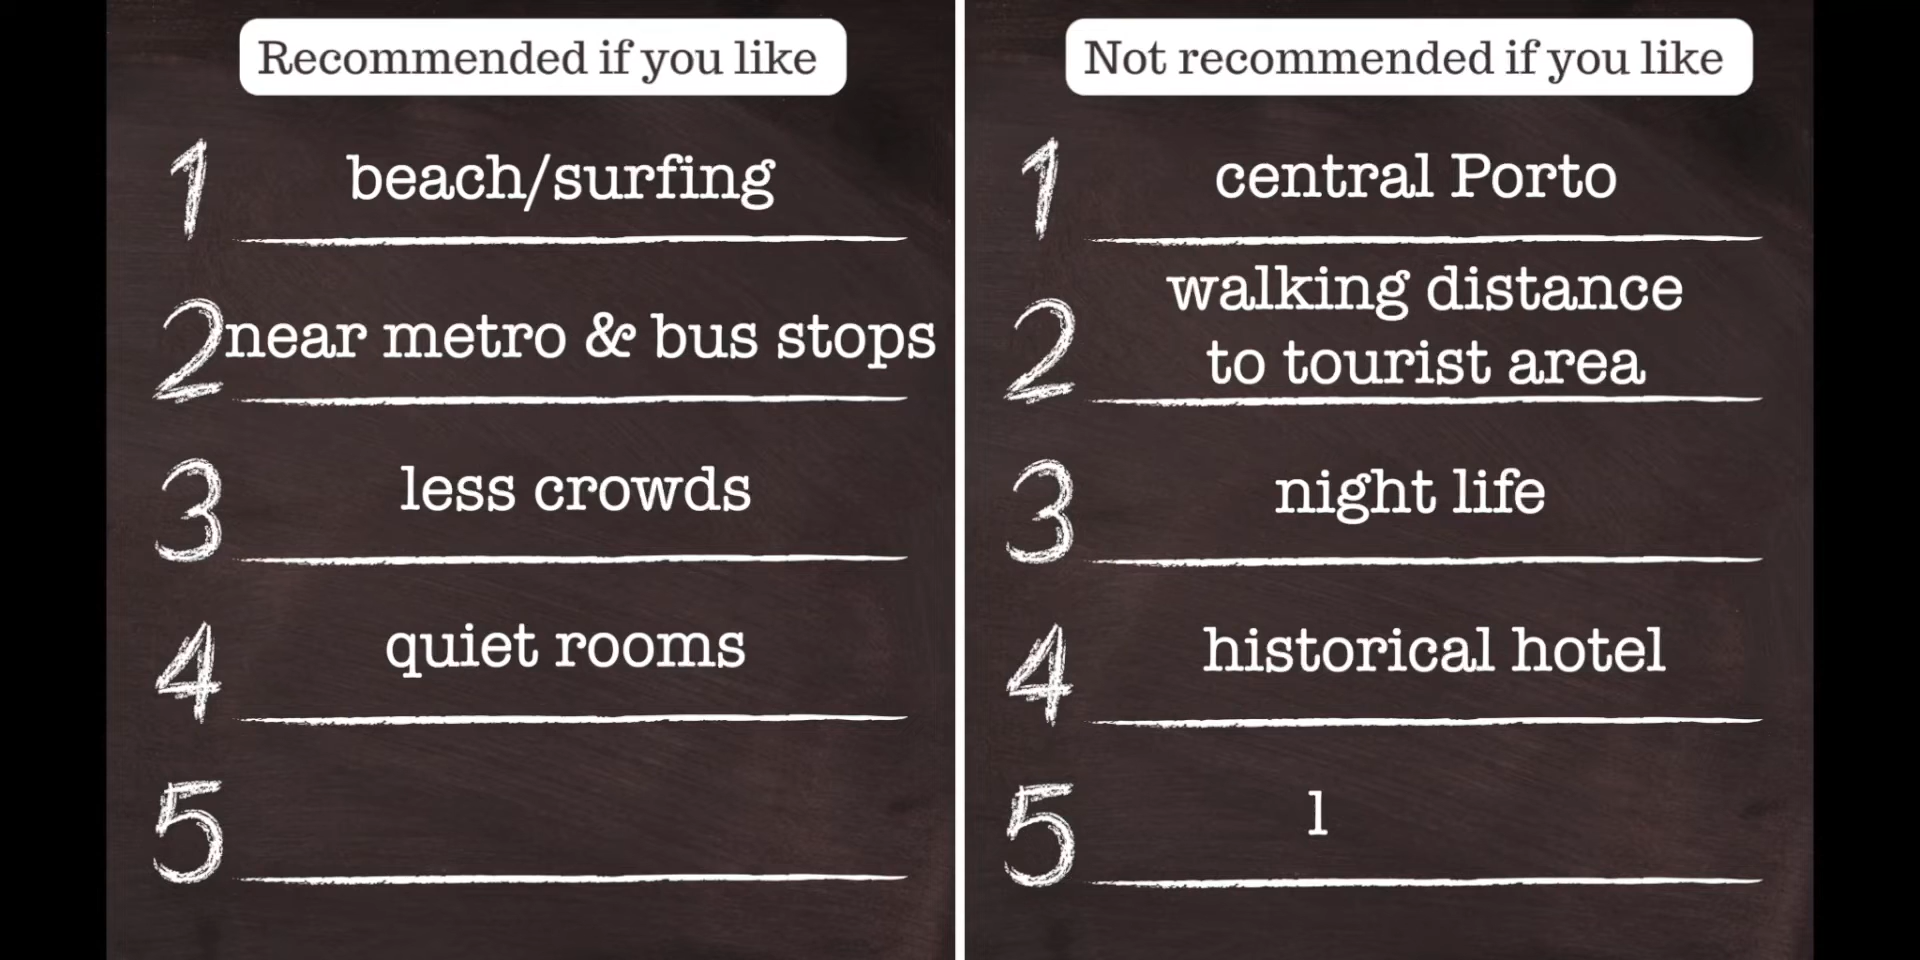 Recommended if you like
1 beach/surfing
2 near metro & bus stops
3 less crowds
4 quiet rooms
5
Not recommended if you like
1 central Porto
2 walking distance
to tourist area
3 night life
4 historical hotel
5 l